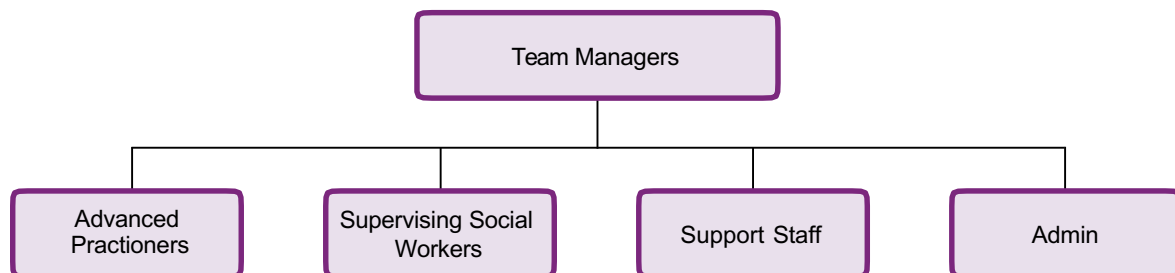 Team Managers
Advanced
Practioners
Supervising Social
Workers
Support Staff
Admin